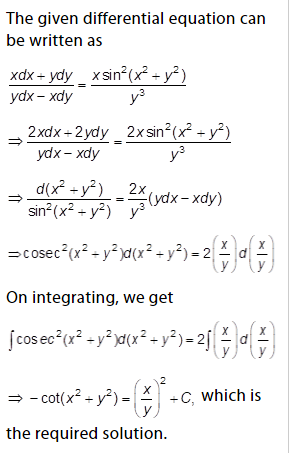 The given differential equation can
be written as
(xdx + ydy)/(ydx − xdy) = (x sin²(x² + y²))/y³
⇒ (2xdx + 2ydy)/(ydx − xdy) = (2x sin²(x² + y²))/y³
⇒ d(x² + y²)/sin²(x² + y²) = (2x/y³)(ydx − xdy)
⇒ cosec²(x² + y²)d(x² + y²) = 2(x/y)d(x/y)
On integrating, we get
∫cosec²(x² + y²)d(x² + y²) = 2∫(x/y)d(x/y)
⇒ − cot(x² + y²) = (x/y)² + C, which is
the required solution.